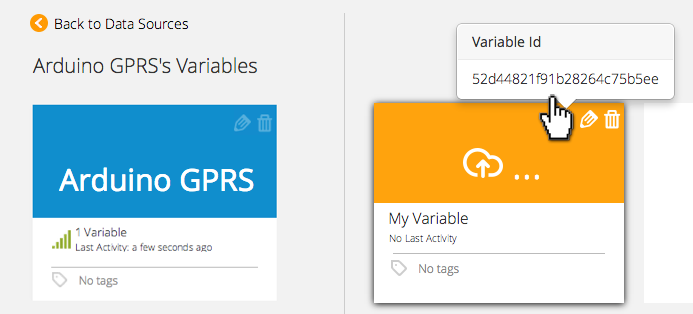 Back to Data Sources
Arduino GPRS's Variables
Arduino GPRS
1 Variable
Last Activity: a few seconds ago
No tags
Variable Id
52d44821f91b28264c75b5ee
...
My Variable
No Last Activity
No tags